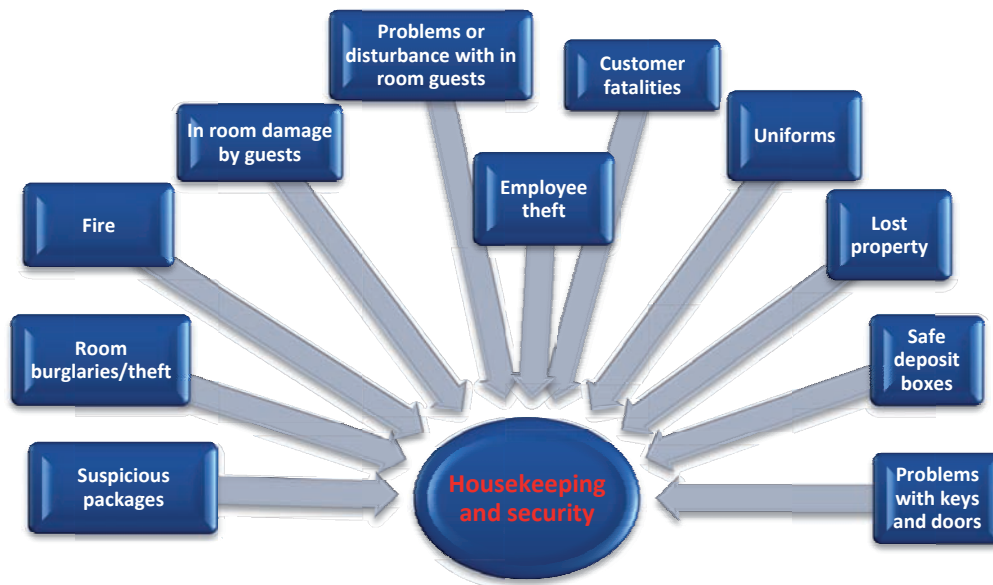 Problems or
disturbance with in
room guests
Customer
fatalities
In room damage
by guests
Uniforms
Employee
theft
Fire
Lost
property
Room
burglaries/theft
Safe
deposit
boxes
Suspicious
packages
Housekeeping
and security
Problems
with keys
and doors